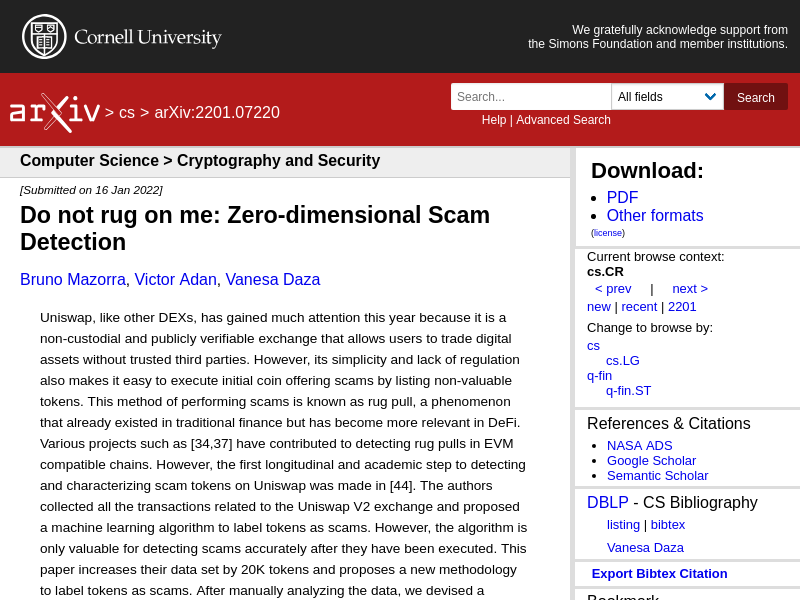 Cornell University
We gratefully acknowledge support from
the Simons Foundation and member institutions.
arXiv > cs > arXiv:2201.07220
Search...
All fields
Search
Help | Advanced Search
Computer Science > Cryptography and Security
[Submitted on 16 Jan 2022]
Do not rug on me: Zero-dimensional Scam
Detection
Bruno Mazorra, Victor Adan, Vanesa Daza
Uniswap, like other DEXs, has gained much attention this year because it is a
non-custodial and publicly verifiable exchange that allows users to trade digital
assets without trusted third parties. However, its simplicity and lack of regulation
also makes it easy to execute initial coin offering scams by listing non-valuable
tokens. This method of performing scams is known as rug pull, a phenomenon
that already existed in traditional finance but has become more relevant in DeFi.
Various projects such as [34,37] have contributed to detecting rug pulls in EVM
compatible chains. However, the first longitudinal and academic step to detecting
and characterizing scam tokens on Uniswap was made in [44]. The authors
collected all the transactions related to the Uniswap V2 exchange and proposed
a machine learning algorithm to label tokens as scams. However, the algorithm is
only valuable for detecting scams accurately after they have been executed. This
paper increases their data set by 20K tokens and proposes a new methodology
to label tokens as scams. After manually analyzing the data, we devised a
Download:
PDF
Other formats
(license)
Current browse context:
cs.CR
< prev | next >
new | recent | 2201
Change to browse by:
cs
cs.LG
q-fin
q-fin.ST
References & Citations
NASA ADS
Google Scholar
Semantic Scholar
DBLP - CS Bibliography
listing | bibtex
Vanesa Daza
Export Bibtex Citation
Bookmark